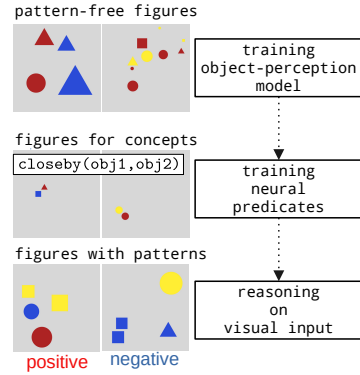 pattern-free figures
training
object-perception
model
figures for concepts
closeby(obj1,obj2)
training
neural
predicates
figures with patterns
reasoning
on
visual input
positive negative